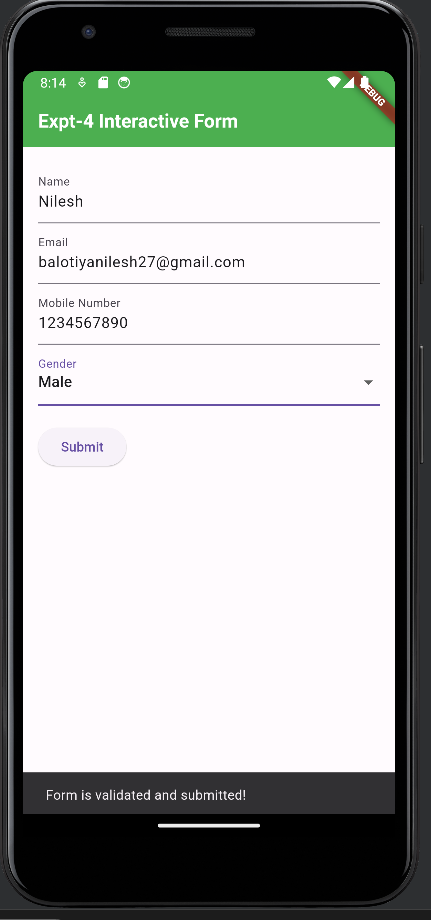 8:14
DEBUG
Expt-4 Interactive Form
Name
Nilesh
Email
balotiyanilesh27@gmail.com
Mobile Number
1234567890
Gender
Male
Submit
Form is validated and submitted!